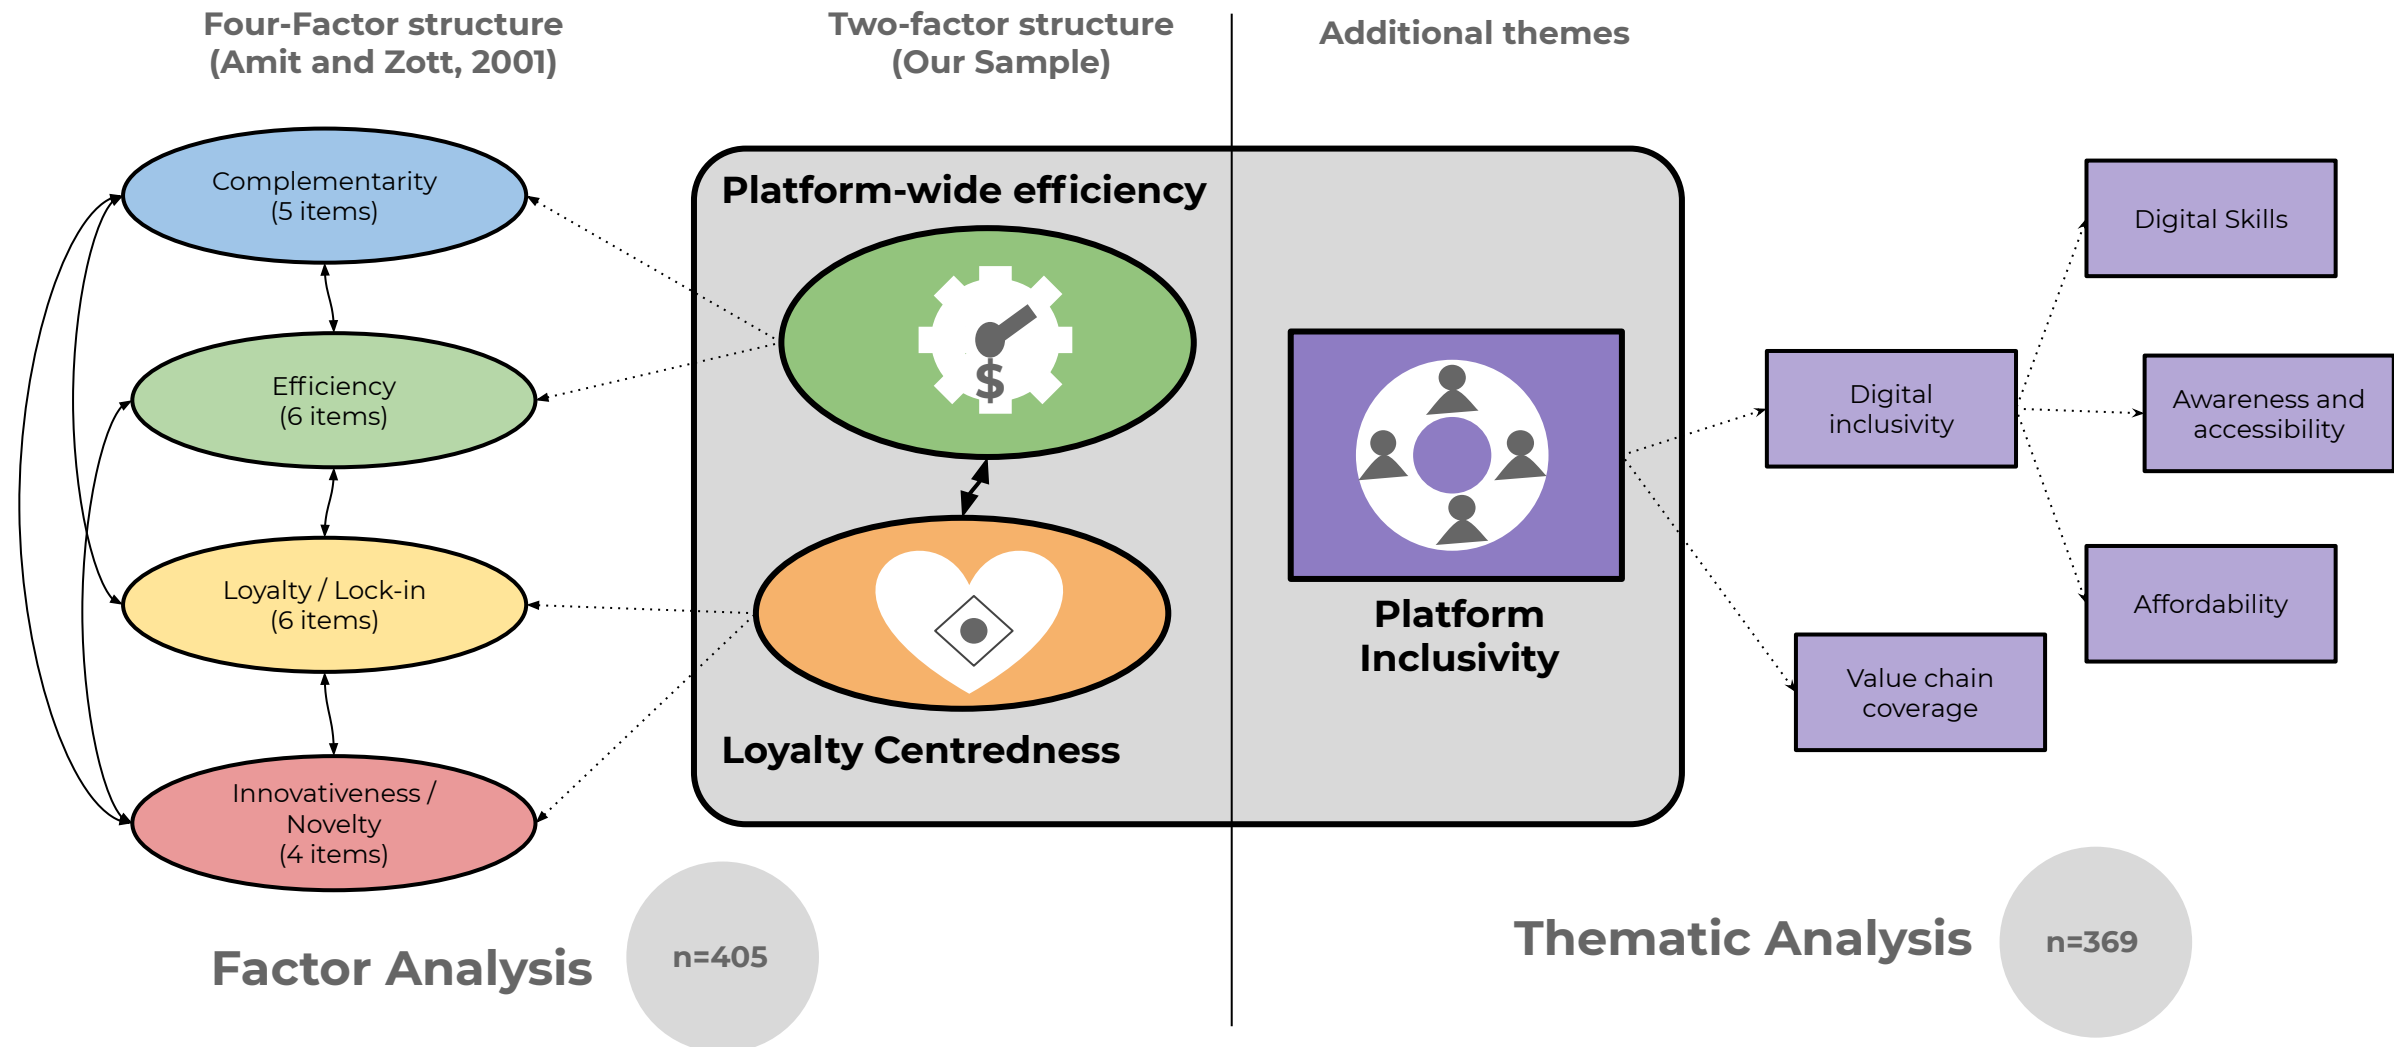 Four-Factor structure
(Amit and Zott, 2001)
Two-factor structure
(Our Sample)
Additional themes
Complementarity
(5 items)
Efficiency
(6 items)
Loyalty / Lock-in
(6 items)
Innovativeness /
Novelty
(4 items)
Platform-wide efficiency
$
Loyalty Centredness
Platform
Inclusivity
Digital
inclusivity
Value chain
coverage
Digital Skills
Awareness and
accessibility
Affordability
Factor Analysis
n=405
Thematic Analysis
n=369